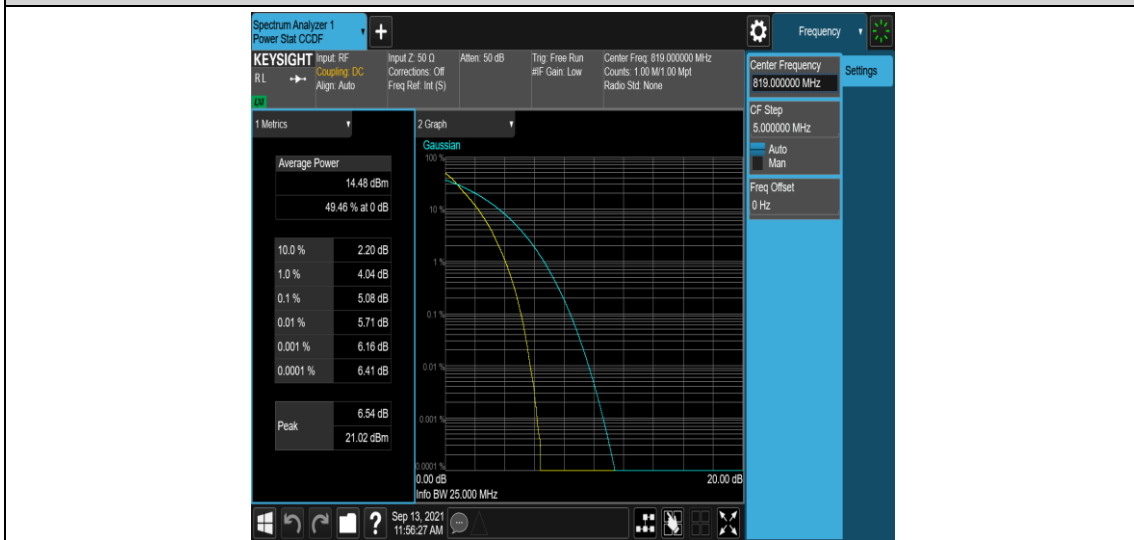 Spectrum Analyzer 1
Power Stat CCDF
+
Frequency
KEYSIGHT
RL
LXI
Input: RF
Coupling: DC
Align: Auto
Input Z: 50 Ω
Corrections: Off
Freq Ref: Int (S)
Atten: 50 dB
Trig: Free Run
#IF Gain: Low
Center Freq: 819.000000 MHz
Counts: 1.00 M/1.00 Mpt
Radio Std: None
Center Frequency
819.000000 MHz
Settings
CF Step
5.000000 MHz
Auto
Man
Freq Offset
0 Hz
1 Metrics
Average Power
14.48 dBm
49.46 % at 0 dB
10.0 % 2.20 dB
1.0 % 4.04 dB
0.1 % 5.08 dB
0.01 % 5.71 dB
0.001 % 6.16 dB
0.0001 % 6.41 dB
Peak 6.54 dB
21.02 dBm
2 Graph
Gaussian
100 %
10 %
1 %
0.1 %
0.01 %
0.001 %
0.0001 %
0.00 dB 20.00 dB
Info BW 25.000 MHz
?
Sep 13, 2021
11:56:27 AM